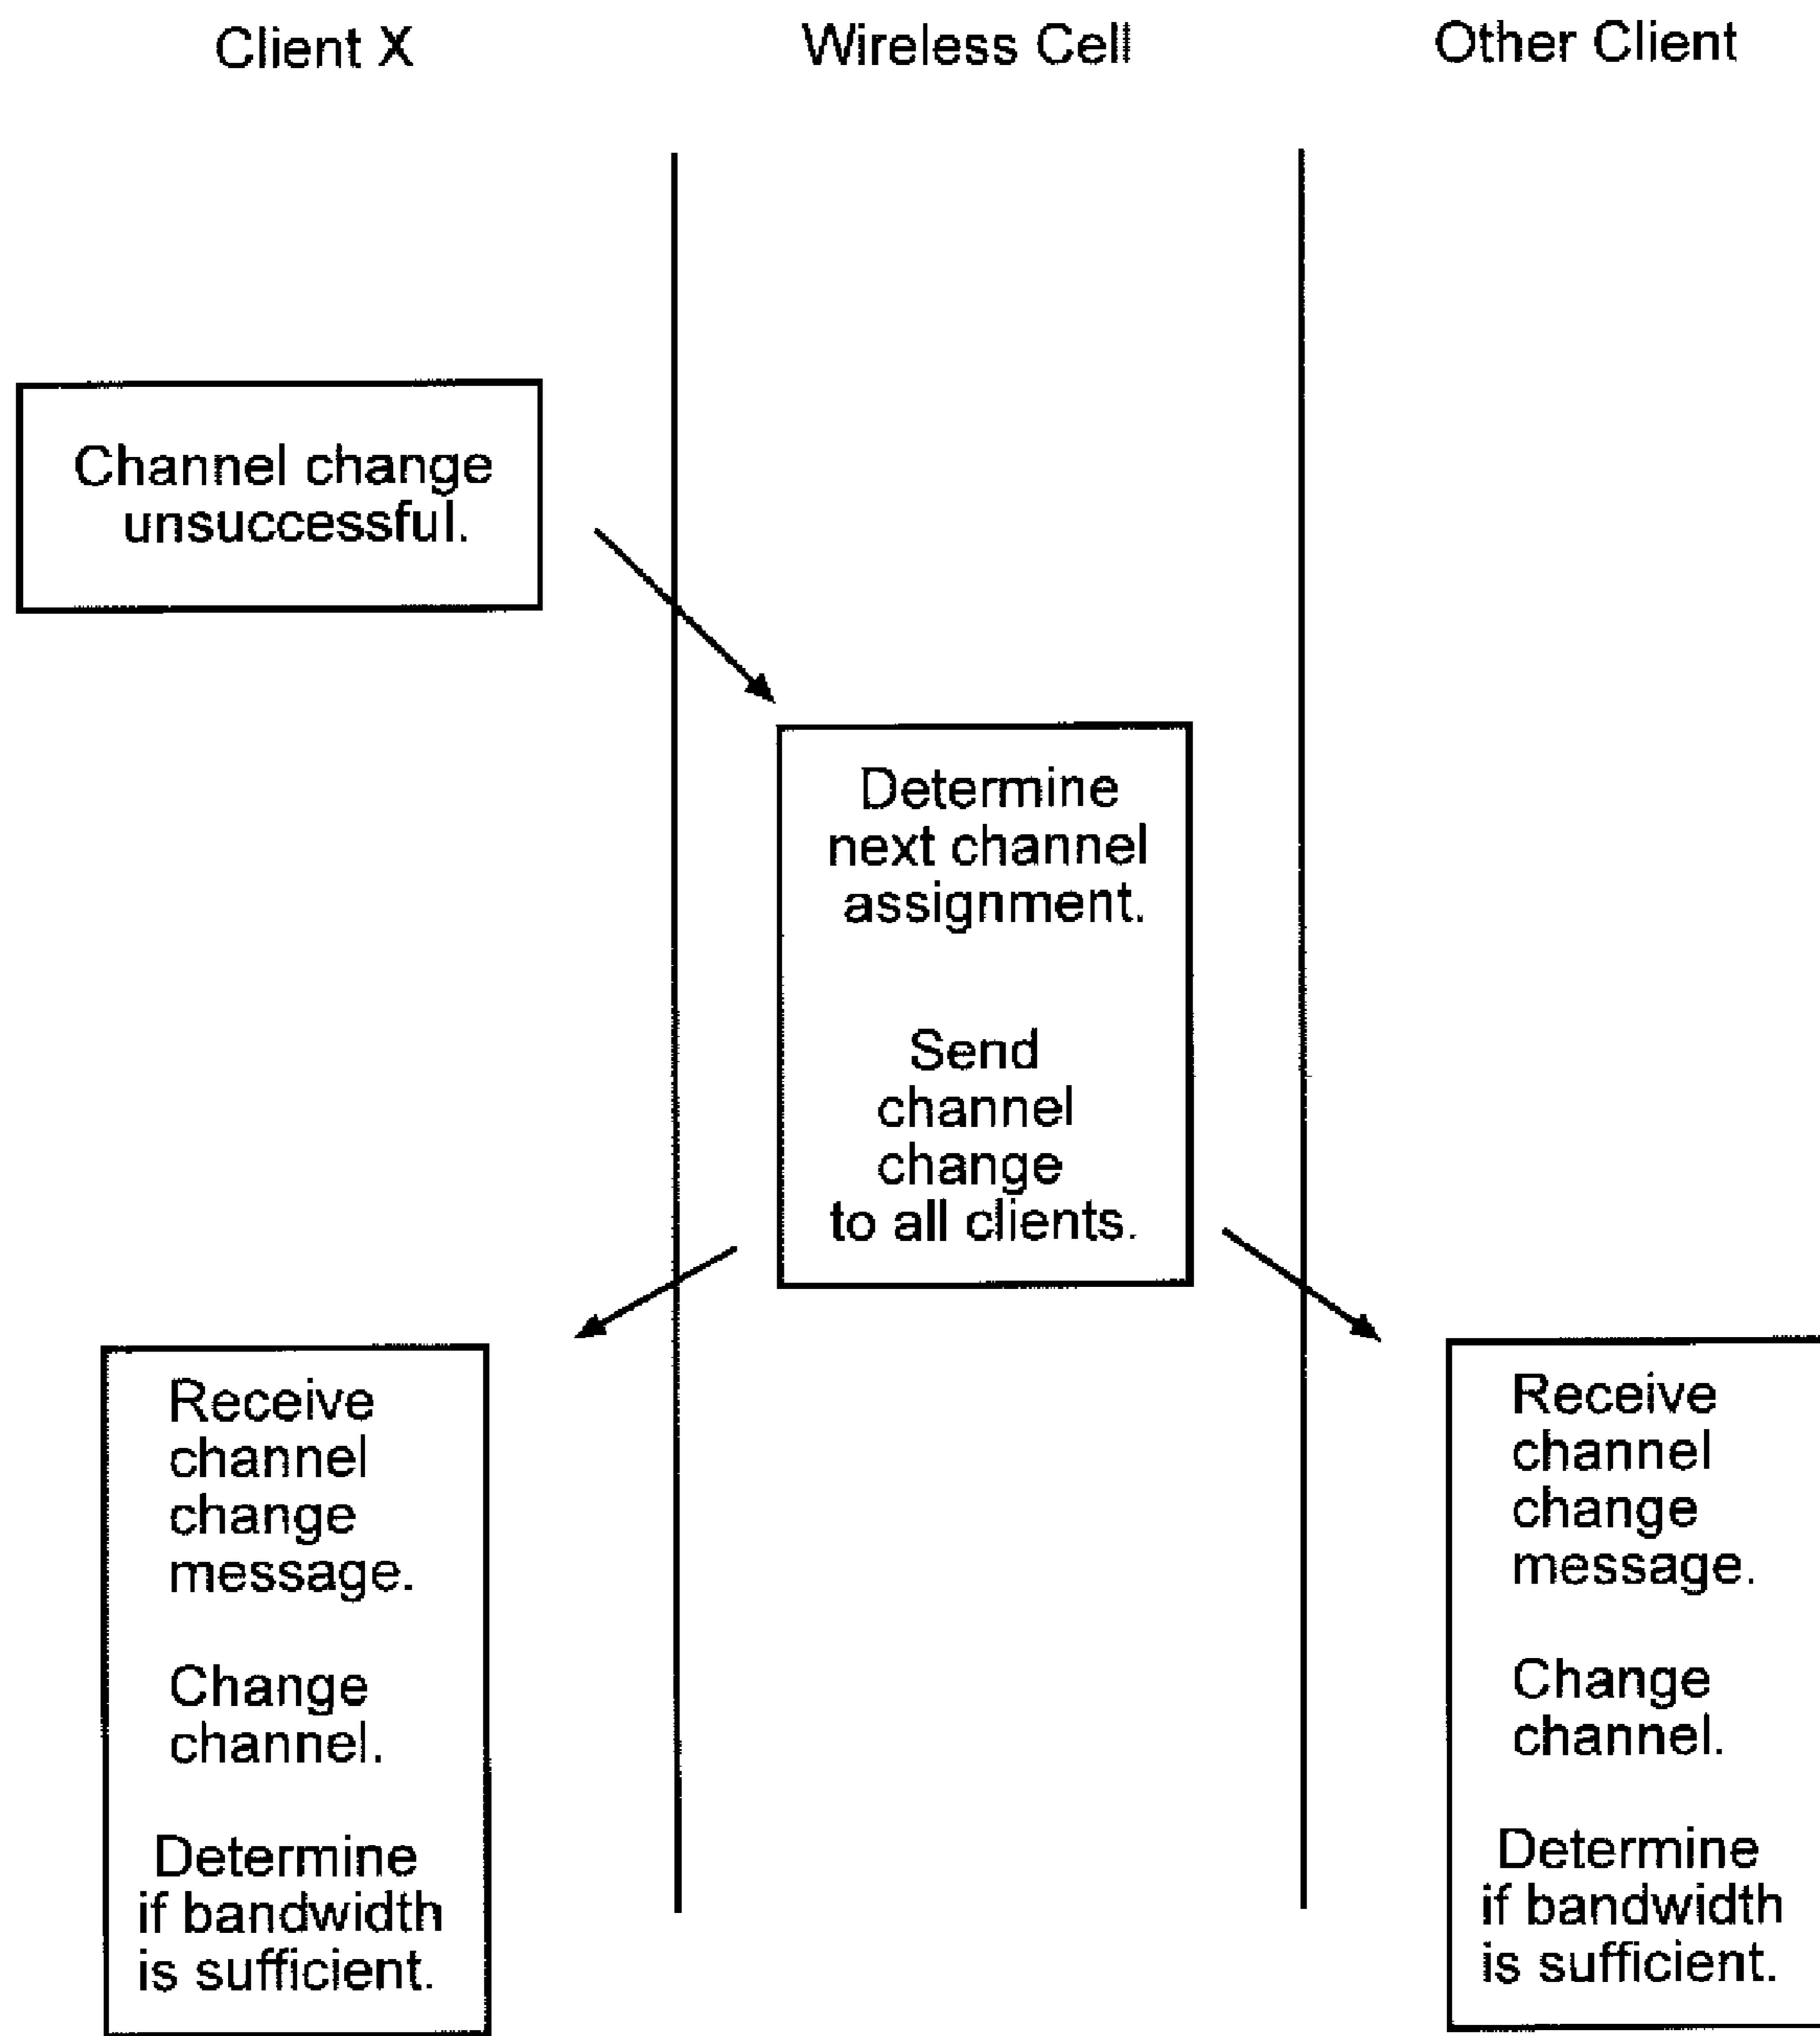 Client X
Wireless Cell
Other Client
Channel change
unsuccessful.
Determine
next channel
assignment.
Send
channel
change
to all clients.
Receive
channel
change
message.
Change
channel.
Determine
if bandwidth
is sufficient.
Receive
channel
change
message.
Change
channel.
Determine
if bandwidth
is sufficient.